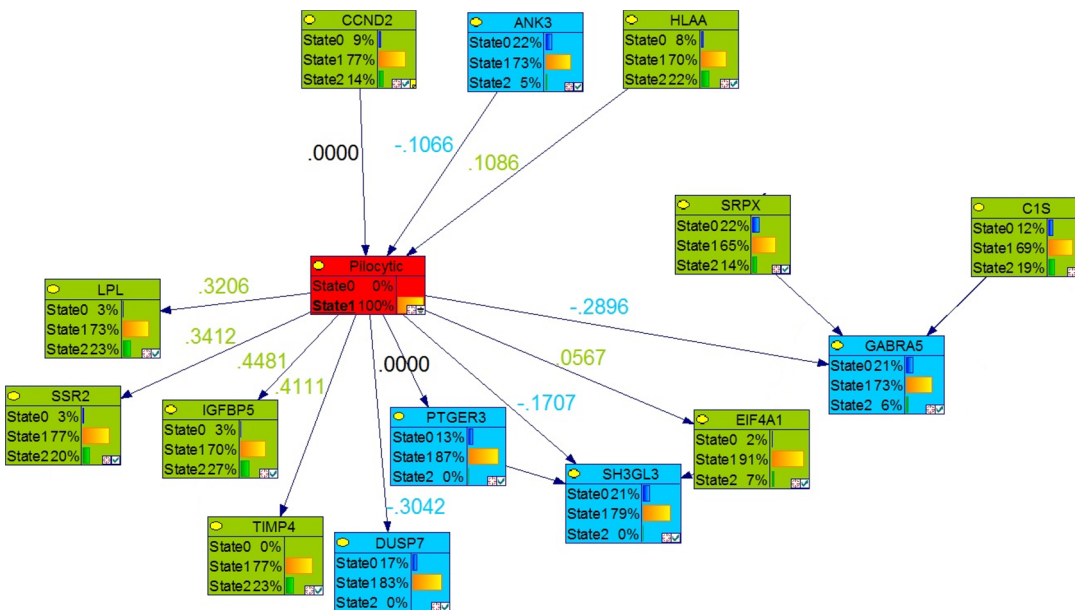 CCND2
State0 9%
State1 77%
State2 14%
ANK3
State0 22%
State1 73%
State2 5%
HLAA
State0 8%
State1 70%
State2 22%
.0000
-.1066
.1086
SRPX
State0 22%
State1 65%
State2 14%
C1S
State0 12%
State1 69%
State2 19%
Pilocytic
State0 0%
State1 100%
LPL
State0 3%
State1 73%
State2 23%
.3206
.3412
.4481
.4111
.0000
-.3042
-.1707
.0567
-.2896
GABRA5
State0 21%
State1 73%
State2 6%
SSR2
State0 3%
State1 77%
State2 20%
IGFBP5
State0 3%
State1 70%
State2 27%
PTGER3
State0 13%
State1 87%
State2 0%
EIF4A1
State0 2%
State1 91%
State2 7%
SH3GL3
State0 21%
State1 79%
State2 0%
TIMP4
State0 0%
State1 77%
State2 23%
DUSP7
State0 17%
State1 83%
State2 0%